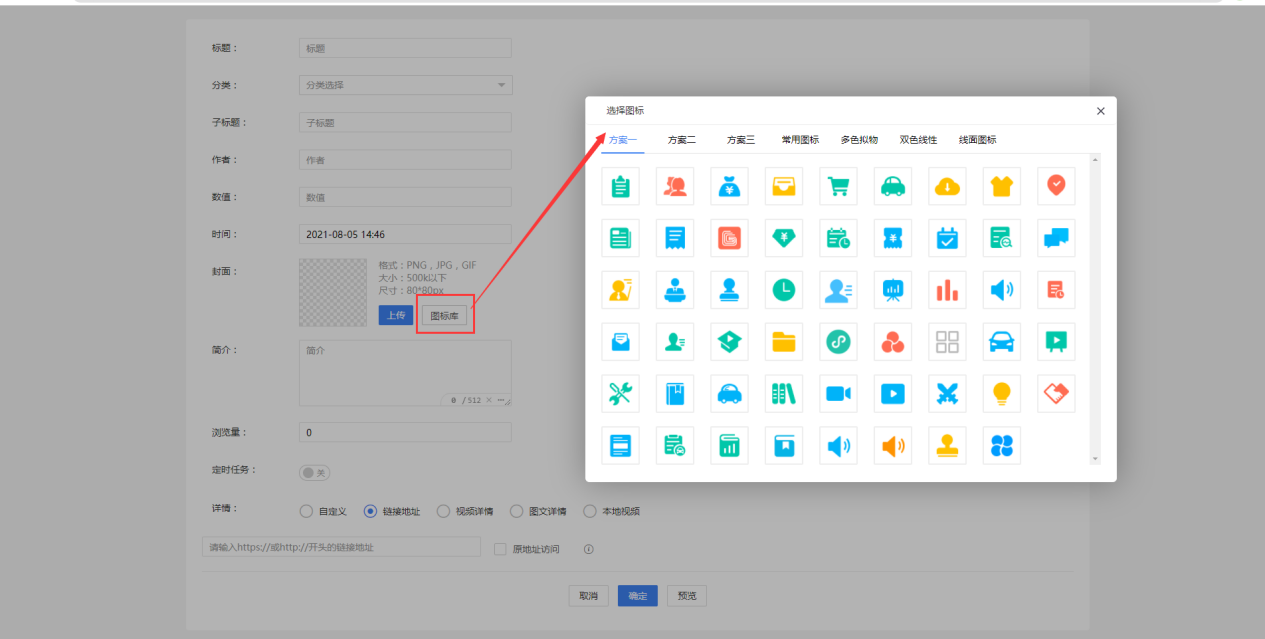 标题： 标题
分类： 分类选择
子标题： 子标题
作者： 作者
数值： 数值
时间： 2021-08-05 14:46
封面： 格式：PNG，JPG，GIF
大小：500k以下
尺寸：80*80px
上传 图标库
简介： 简介
0 / 512
浏览量： 0
定时任务： 关
详情： 自定义 链接地址 视频详情 图文详情 本地视频
请输入https://或http://开头的链接地址 原地址访问
取消 确定 预览
选择图标
方案一 方案二 方案三 常用图标 多色拟物 双色线性 线面图标